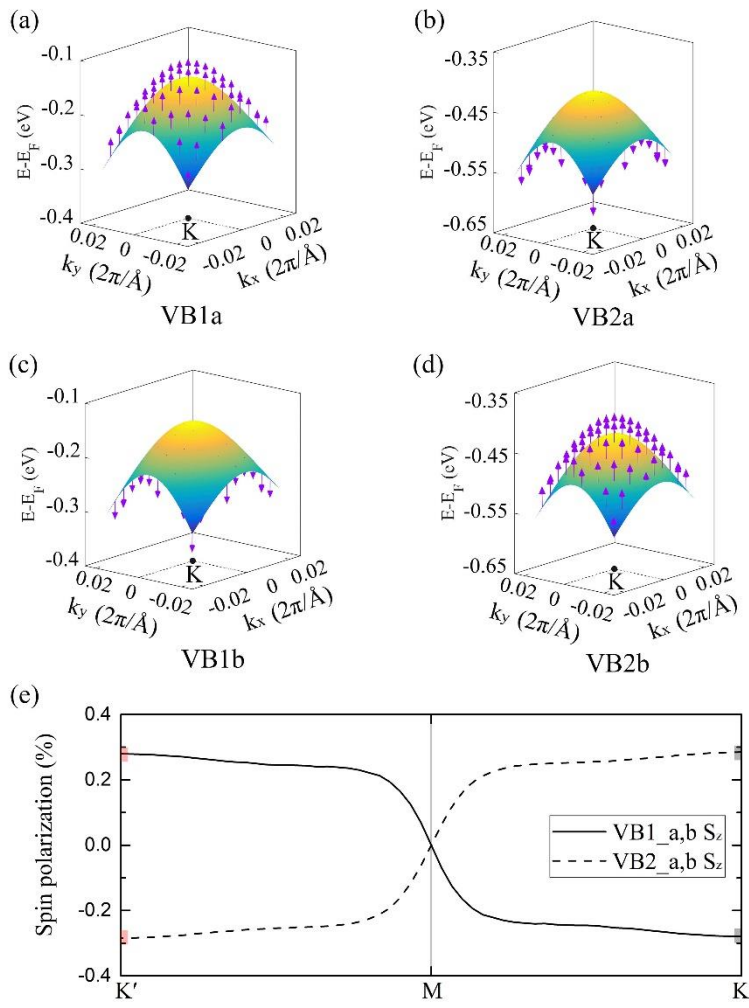 (a)
-0.1
-0.2
-0.3
-0.4
E-E_F (eV)
0.02 0 -0.02
k_y (2π/Å)
K
-0.02 0 0.02
k_x (2π/Å)
VB1a
(b)
-0.35
-0.45
-0.55
-0.65
E-E_F (eV)
0.02 0 -0.02
k_y (2π/Å)
K
-0.02 0 0.02
k_x (2π/Å)
VB2a
(c)
-0.1
-0.2
-0.3
-0.4
E-E_F (eV)
0.02 0 -0.02
k_y (2π/Å)
K
-0.02 0 0.02
k_x (2π/Å)
VB1b
(d)
-0.35
-0.45
-0.55
-0.65
E-E_F (eV)
0.02 0 -0.02
k_y (2π/Å)
K
-0.02 0 0.02
k_x (2π/Å)
VB2b
(e)
Spin polarization (%)
0.4
0.2
0.0
-0.2
-0.4
VB1_a,b S_z
VB2_a,b S_z
K′ M K